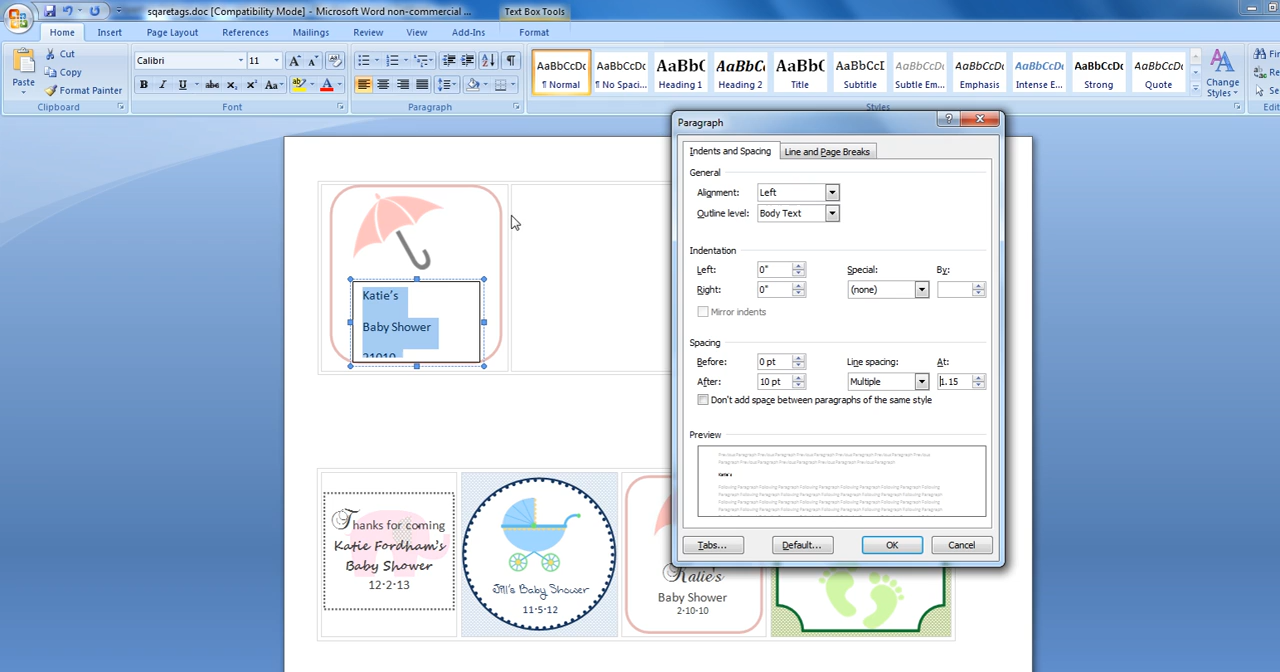 sqaretags.doc [Compatibility Mode] - Microsoft Word non-commercial ...
Text Box Tools
Home
Insert
Page Layout
References
Mailings
Review
View
Add-Ins
Format
Paste
Cut
Copy
Format Painter
Clipboard
Calibri
11
Font
Paragraph
AaBbCcDc
¶ Normal
AaBbCcDc
¶ No Spaci...
AaBbC
Heading 1
AaBbC
Heading 2
AaBbC
Title
AaBbCcI
Subtitle
AaBbCcDc
Subtle Em...
AaBbCcDc
Emphasis
AaBbCcDc
Intense E...
AaBbCcDc
Strong
AaBbCcDc
Quote
Change
Styles
Styles
Paragraph
Indents and Spacing
Line and Page Breaks
General
Alignment: Left
Outline level: Body Text
Indentation
Left: 0"
Special:
By:
Right: 0"
(none)
Mirror indents
Spacing
Before: 0 pt
Line spacing:
At:
After: 10 pt
Multiple
1.15
Don't add space between paragraphs of the same style
Preview
Katie's
Tabs...
Default...
OK
Cancel
Katie's
Baby Shower
21010
Thanks for coming
Katie Fordham's
Baby Shower
12·2·13
Jill's Baby Shower
11·5·12
Katie's
Baby Shower
2·10·10